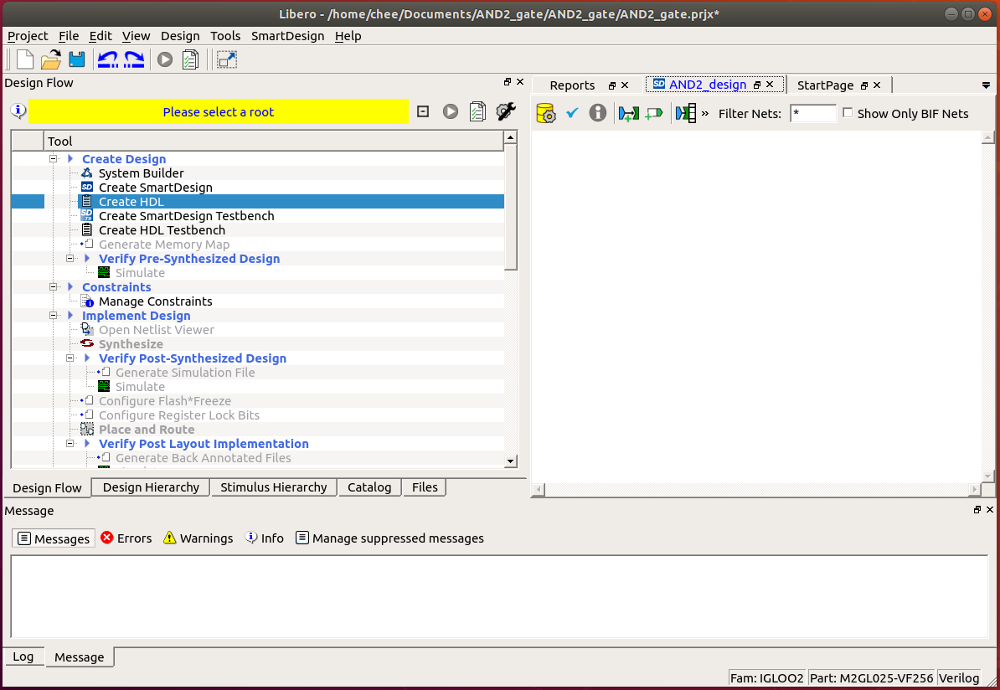 Libero - /home/chee/Documents/AND2_gate/AND2_gate/AND2_gate.prjx*
Project File Edit View Design Tools SmartDesign Help
Design Flow
Please select a root
Tool
Create Design
System Builder
SD Create SmartDesign
Create HDL
SD Create SmartDesign Testbench
Create HDL Testbench
Generate Memory Map
Verify Pre-Synthesized Design
Simulate
Constraints
Manage Constraints
Implement Design
Open Netlist Viewer
Synthesize
Verify Post-Synthesized Design
Generate Simulation File
Simulate
Configure Flash*Freeze
Configure Register Lock Bits
Place and Route
Verify Post Layout Implementation
Generate Back Annotated Files
Design Flow Design Hierarchy Stimulus Hierarchy Catalog Files
Reports SD AND2_design StartPage
» Filter Nets: * Show Only BIF Nets
Message
Messages Errors Warnings Info Manage suppressed messages
Log Message
Fam: IGLOO2 Part: M2GL025-VF256 Verilog